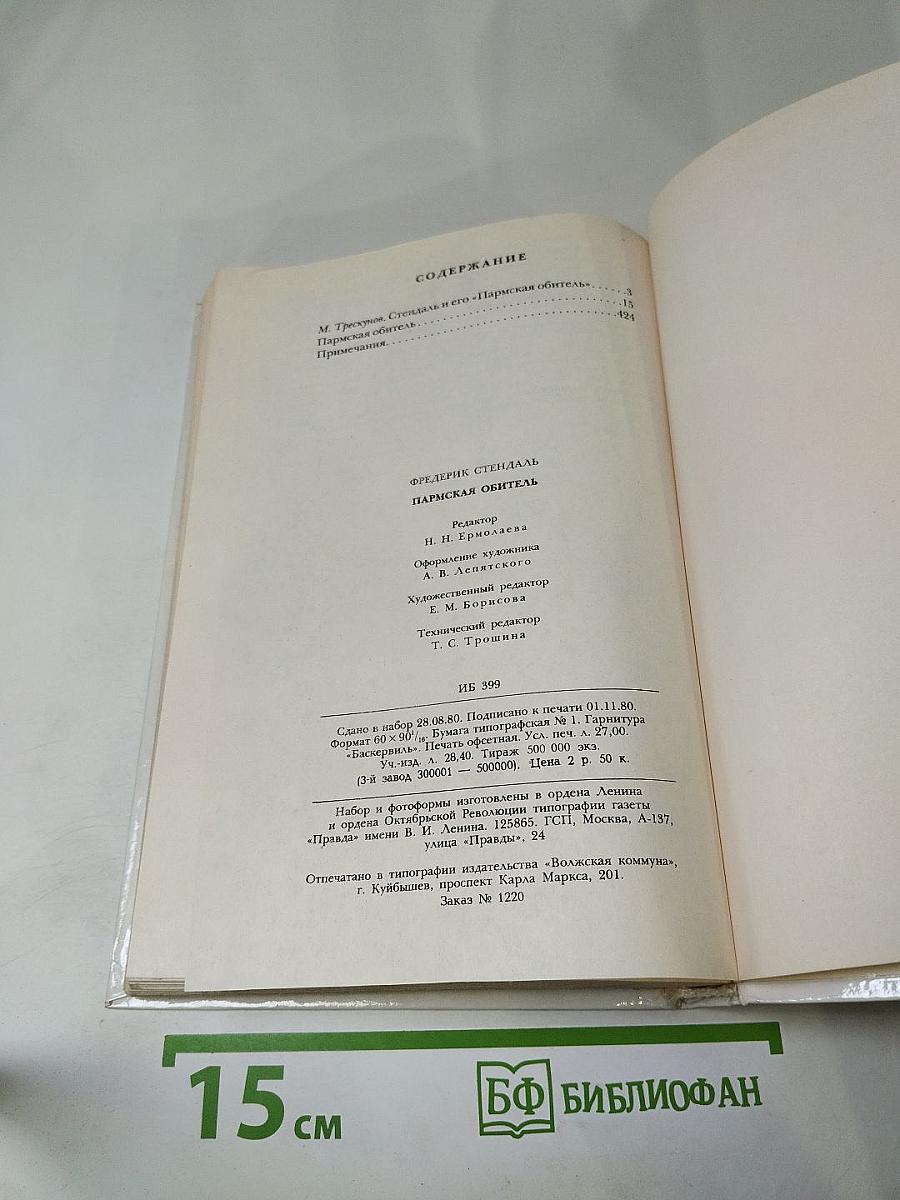 СОДЕРЖАНИЕ
М. Трескунов. Стендаль и его «Пармская обитель»......3
Пармская обитель.............................15
Примечания.................................424
ФРЕДЕРИК СТЕНДАЛЬ
ПАРМСКАЯ ОБИТЕЛЬ
Редактор
Н. Н. Ермолаева
Оформление художника
А. В. Лепятского
Художественный редактор
Е. М. Борисова
Технический редактор
Т. С. Трошина
ИБ 399
Сдано в набор 28.08.80. Подписано к печати 01.11.80.
Формат 60 × 90¹/₁₆. Бумага типографская № 1. Гарнитура
«Баскервиль». Печать офсетная. Усл. печ. л. 27,00.
Уч.-изд. л. 28,40. Тираж 500 000 экз.
(3-й завод 300001 — 500000). Цена 2 р. 50 к.
Набор и фотоформы изготовлены в ордена Ленина
и ордена Октябрьской Революции типографии газеты
«Правда» имени В. И. Ленина. 125865. ГСП, Москва, А-137,
улица «Правды», 24
Отпечатано в типографии издательства «Волжская коммуна»,
г. Куйбышев, проспект Карла Маркса, 201.
Заказ № 1220
15 см
БФ БИБЛИОФАН